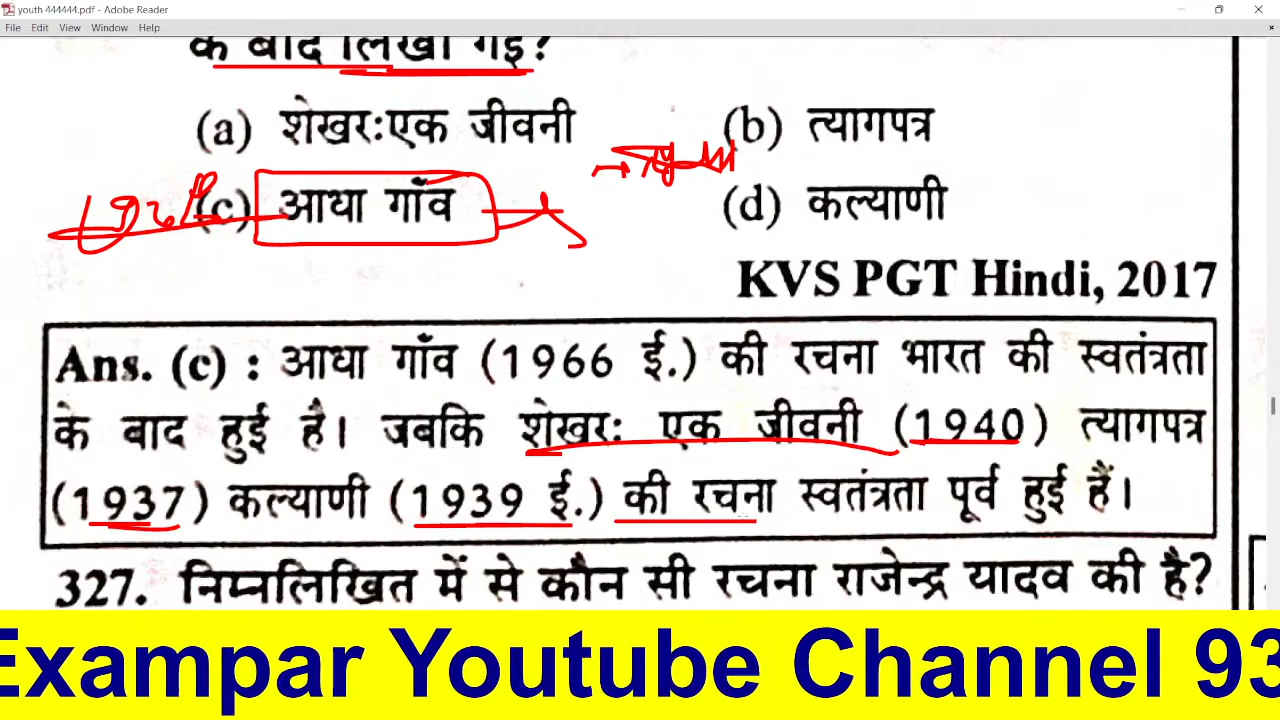 youth 444444.pdf - Adobe Reader
File Edit View Window Help
के बाद लिखी गई?
(a) शेखरःएक जीवनी (b) त्यागपत्र
(c) आधा गाँव (d) कल्याणी
KVS PGT Hindi, 2017
Ans. (c) : आधा गाँव (1966 ई.) की रचना भारत की स्वतंत्रता
के बाद हुई है। जबकि शेखरः एक जीवनी (1940) त्यागपत्र
(1937) कल्याणी (1939 ई.) की रचना स्वतंत्रता पूर्व हुई हैं।
327. निम्नलिखित में से कौन सी रचना राजेन्द्र यादव की है?
Exampar Youtube Channel 93